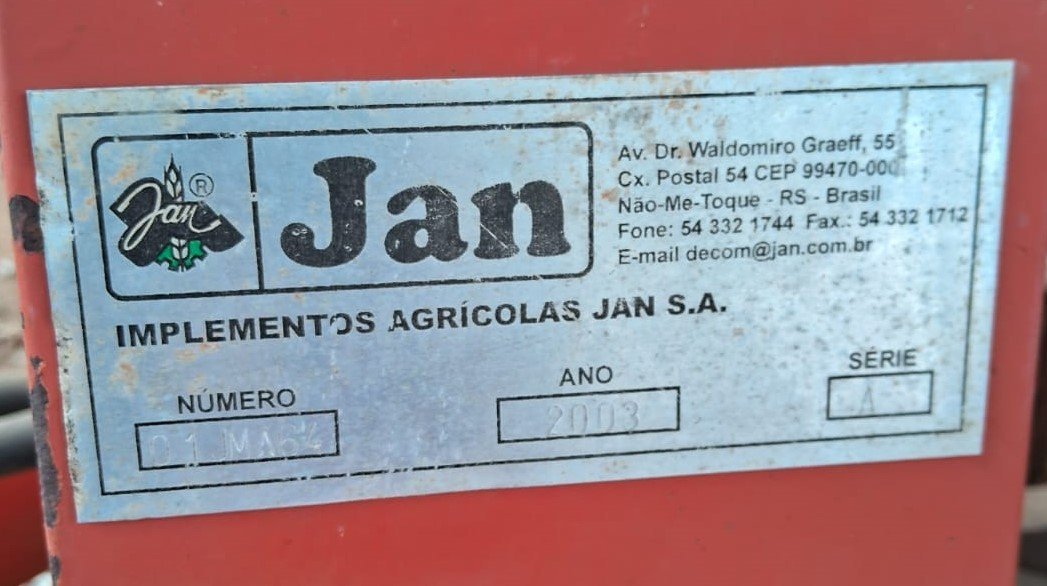 Jan ®
Jan
Av. Dr. Waldomiro Graeff, 55
Cx. Postal 54 CEP 99470-000
Não-Me-Toque - RS - Brasil
Fone: 54 332 1744 Fax.: 54 332 1712
E-mail decom@jan.com.br
IMPLEMENTOS AGRÍCOLAS JAN S.A.
NÚMERO
01JMA64
ANO
2003
SÉRIE
A